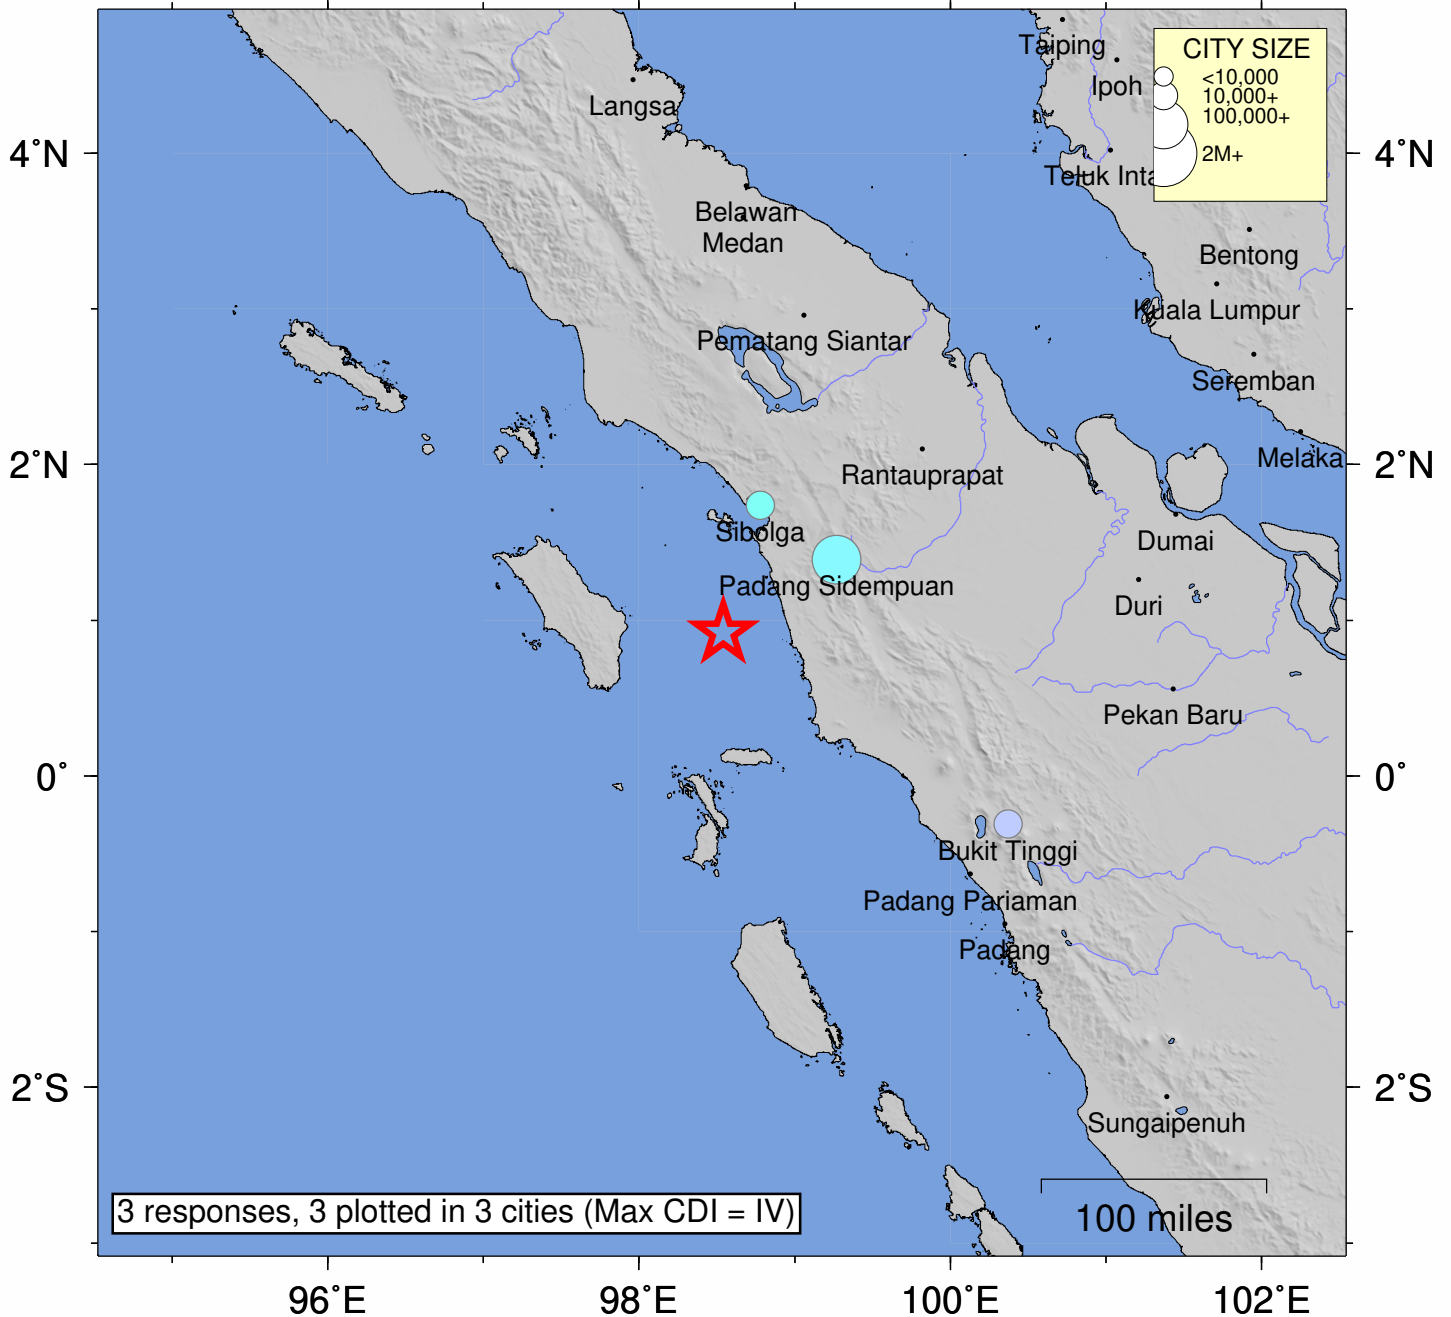 Taiping
CITY SIZE
<10,000
10,000+
100,000+
2M+
Ipoh
Langsa
4°N
4°N
Teluk Inta
Belawan
Medan
Bentong
Kuala Lumpur
Pematang Siantar
Seremban
2°N
Melaka
2°N
Rantauprapat
Sibolga
Dumai
Padang Sidempuan
Duri
Pekan Baru
0°
0°
Bukit Tinggi
Padang Pariaman
Padang
2°S
2°S
Sungaipenuh
3 responses, 3 plotted in 3 cities (Max CDI = IV)
100 miles
96°E
98°E
100°E
102°E